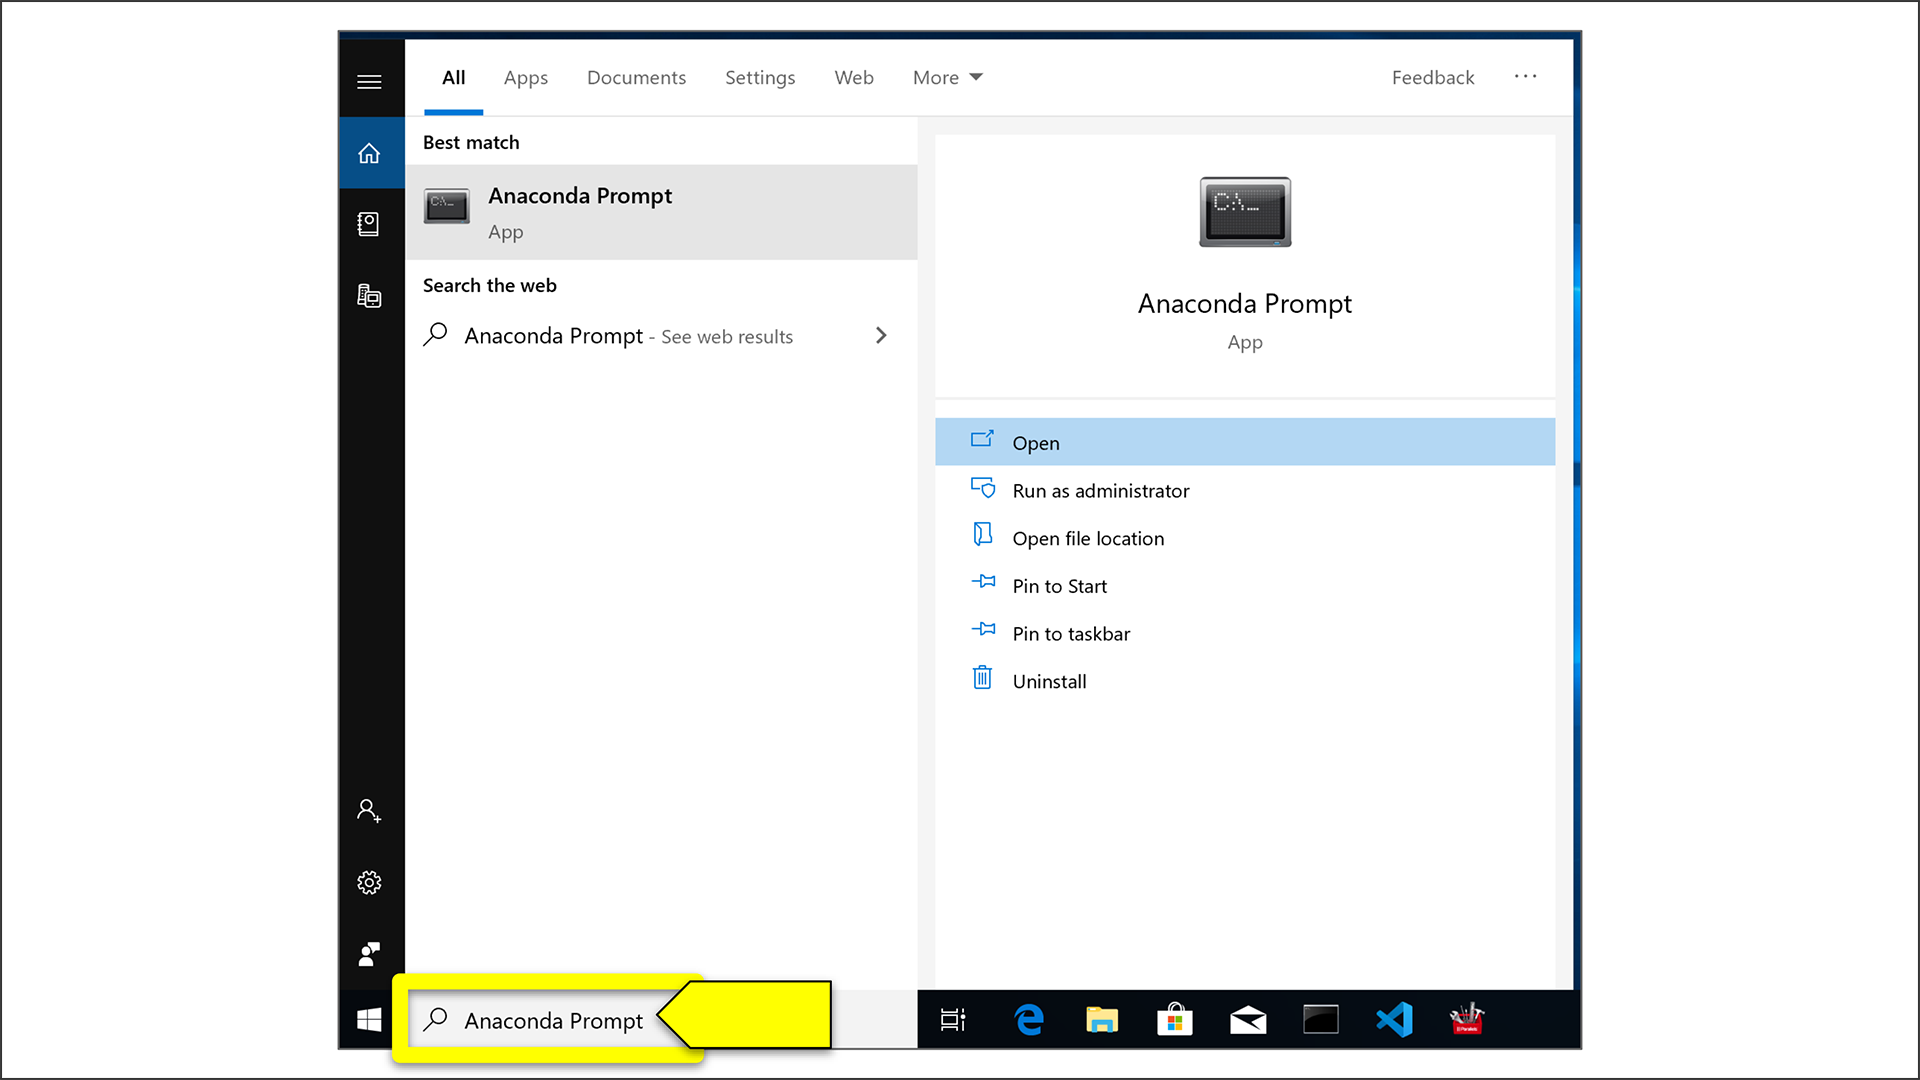 All Apps Documents Settings Web More Feedback ...
Best match
C:\_ Anaconda Prompt
App
Search the web
Anaconda Prompt - See web results
C:\_
Anaconda Prompt
App
Open
Run as administrator
Open file location
Pin to Start
Pin to taskbar
Uninstall
Anaconda Prompt
|| Parallels